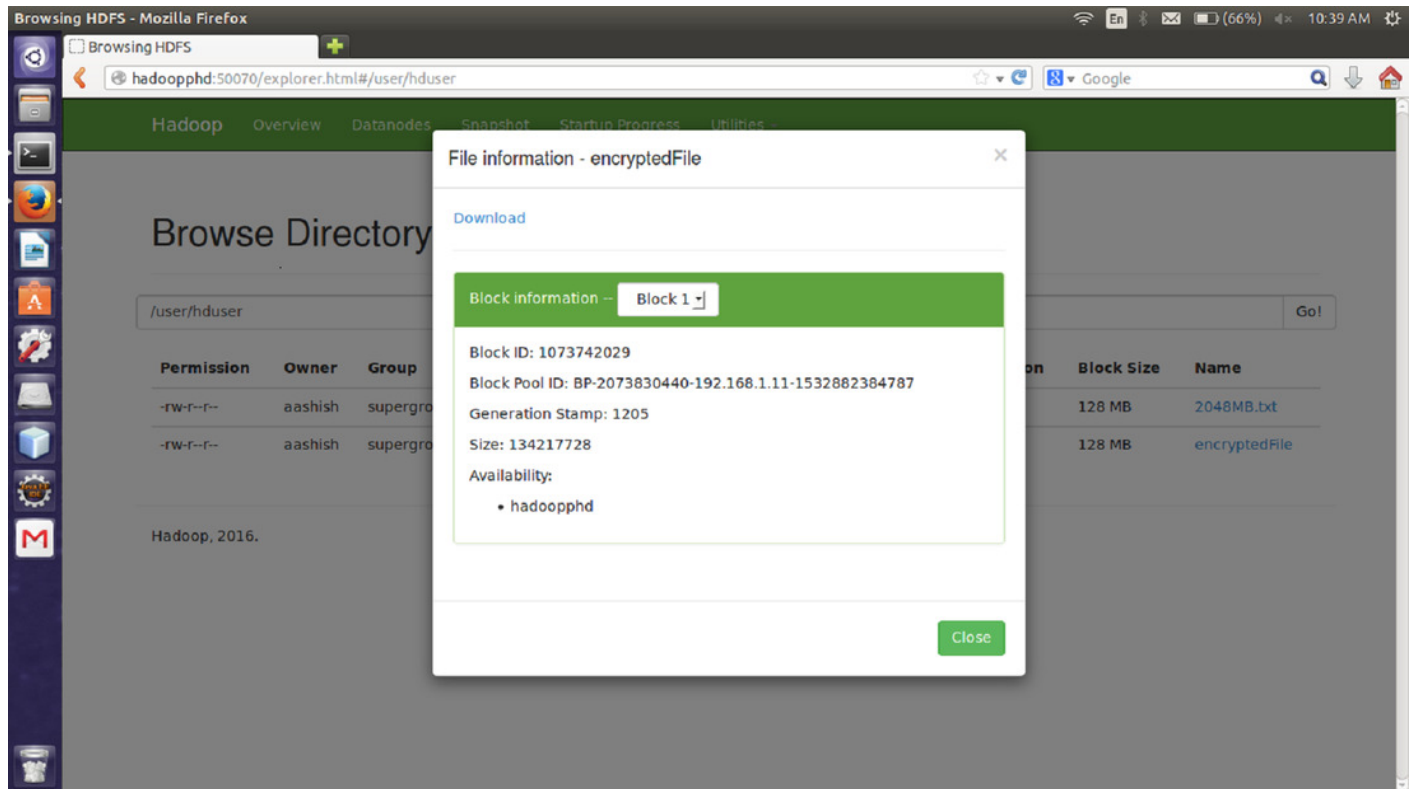 Browsing HDFS - Mozilla Firefox
En (66%) 10:39 AM
Browsing HDFS
hadoopphd:50070/explorer.html#/user/hduser Google
Hadoop Overview Datanodes Snapshot Startup Progress Utilities
File information - encryptedFile ×
Download
Browse Directory
Block information -- Block 1
/user/hduser Go!
Block ID: 1073742029
Block Pool ID: BP-2073830440-192.168.1.11-1532882384787
Permission Owner Group on Block Size Name
-rw-r--r-- aashish supergro 128 MB 2048MB.txt
Generation Stamp: 1205
-rw-r--r-- aashish supergro 128 MB encryptedFile
Size: 134217728
Availability:
• hadoopphd
Hadoop, 2016.
Close